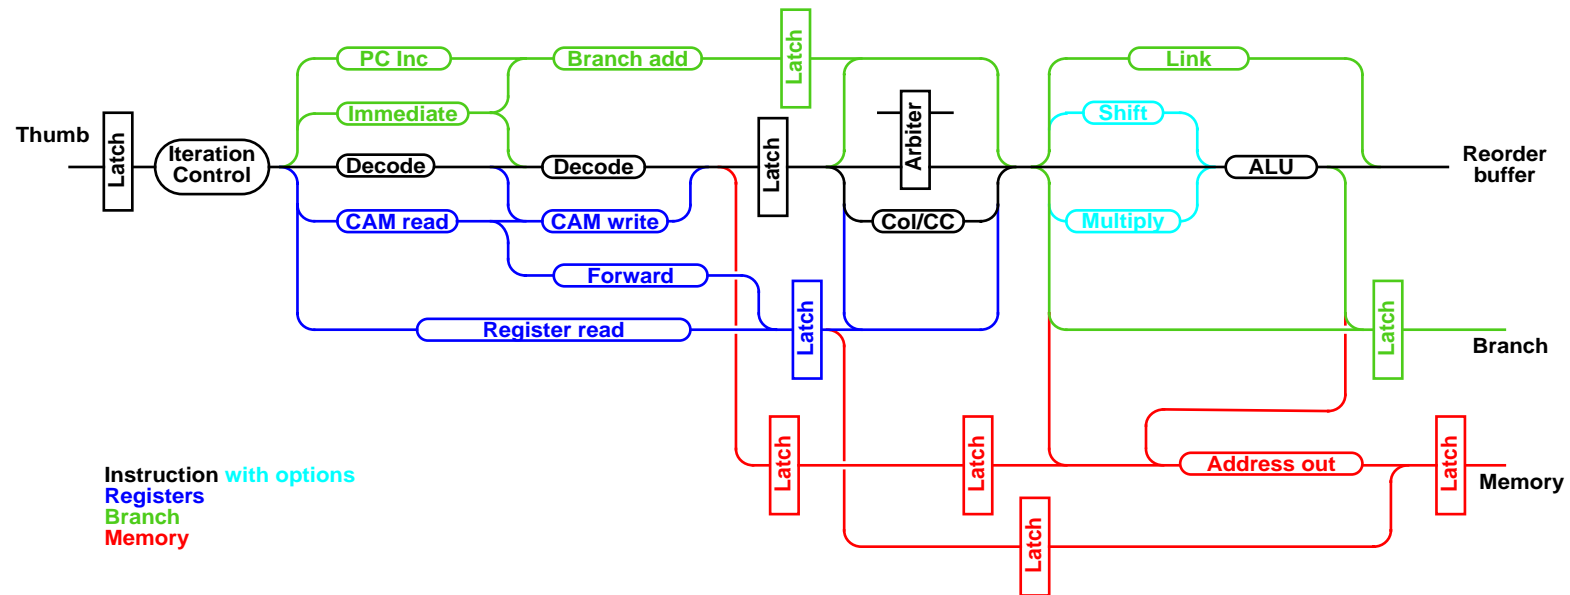 Latch
PC Inc
Branch add
Link
Immediate
Arbiter
Shift
Thumb
Latch
Iteration
Control
Decode
Decode
Latch
ALU
Reorder
buffer
CAM read
CAM write
Col/CC
Multiply
Forward
Register read
Latch
Latch
Branch
Latch
Latch
Address out
Latch
Memory
Instruction with options
Registers
Branch
Memory
Latch